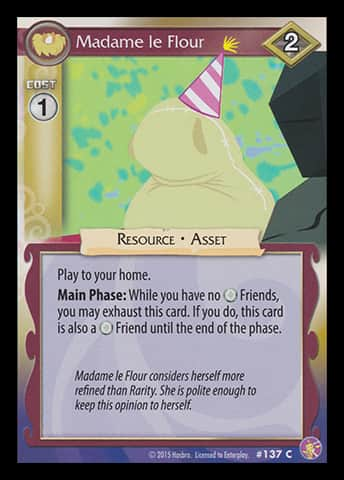 Madame le Flour
2
COST
1
RESOURCE • ASSET
Play to your home.
Main Phase: While you have no Friends,
you may exhaust this card. If you do, this card
is also a Friend until the end of the phase.
Madame le Flour considers herself more
refined than Rarity. She is polite enough to
keep this opinion to herself.
© 2015 Hasbro. Licensed to Enterplay. #137 C